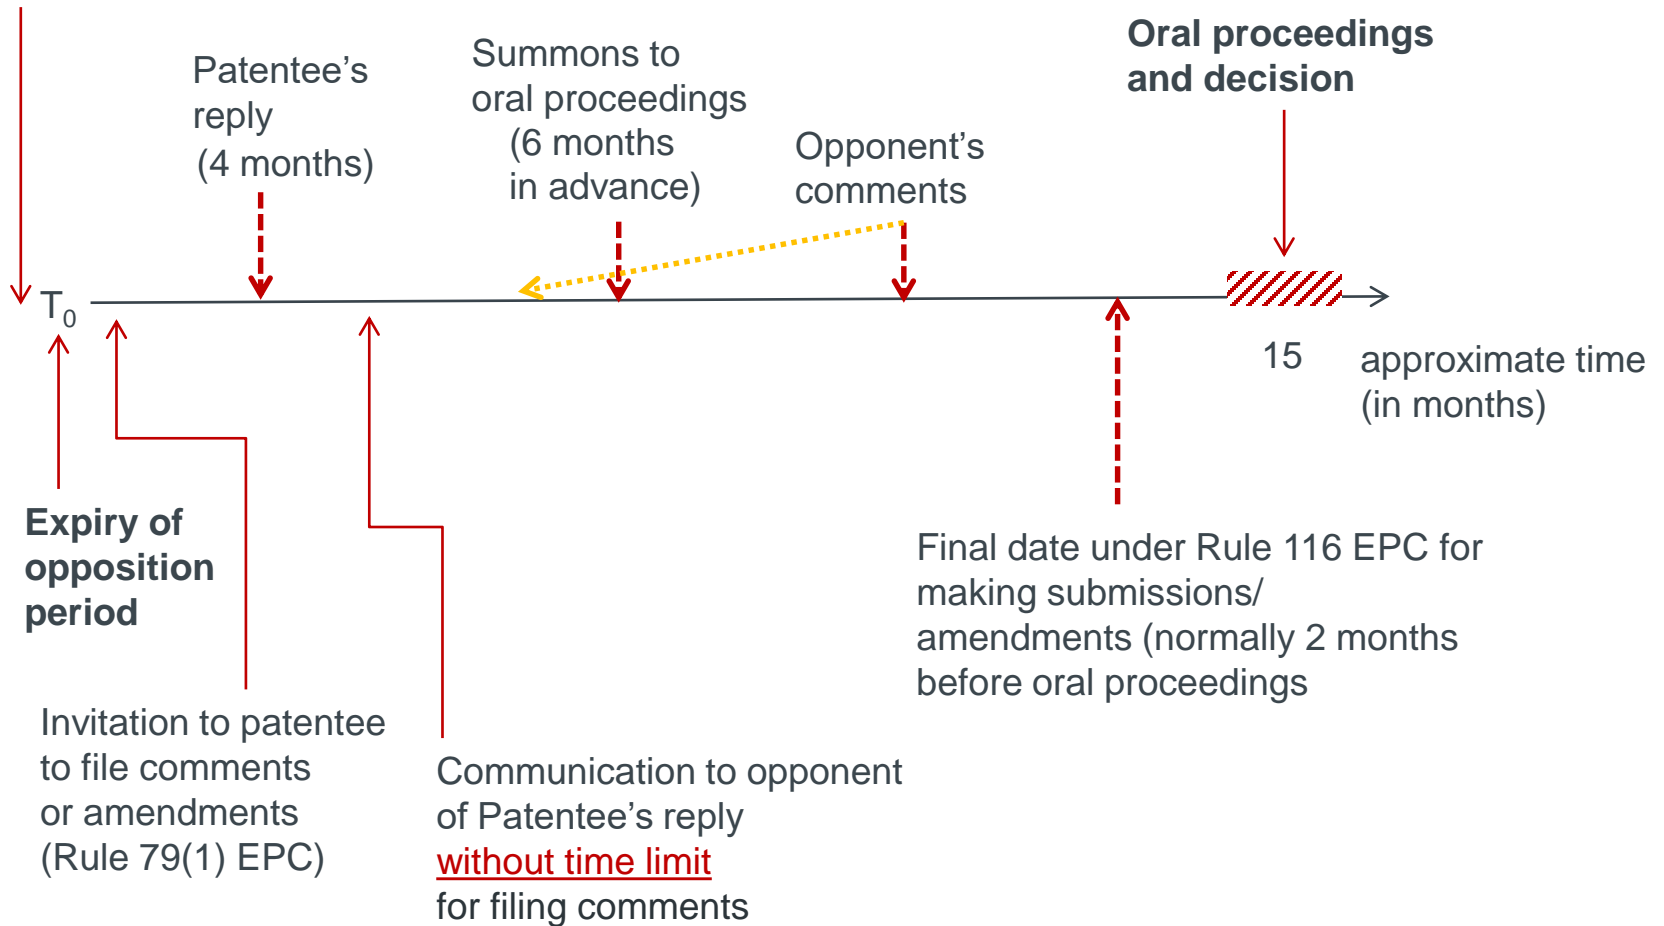 Patentee’s
reply
(4 months)
Summons to
oral proceedings
(6 months
in advance)
Opponent’s
comments
Oral proceedings
and decision
T₀
15
approximate time
(in months)
Expiry of
opposition
period
Invitation to patentee
to file comments
or amendments
(Rule 79(1) EPC)
Communication to opponent
of Patentee’s reply
without time limit
for filing comments
Final date under Rule 116 EPC for
making submissions/
amendments (normally 2 months
before oral proceedings